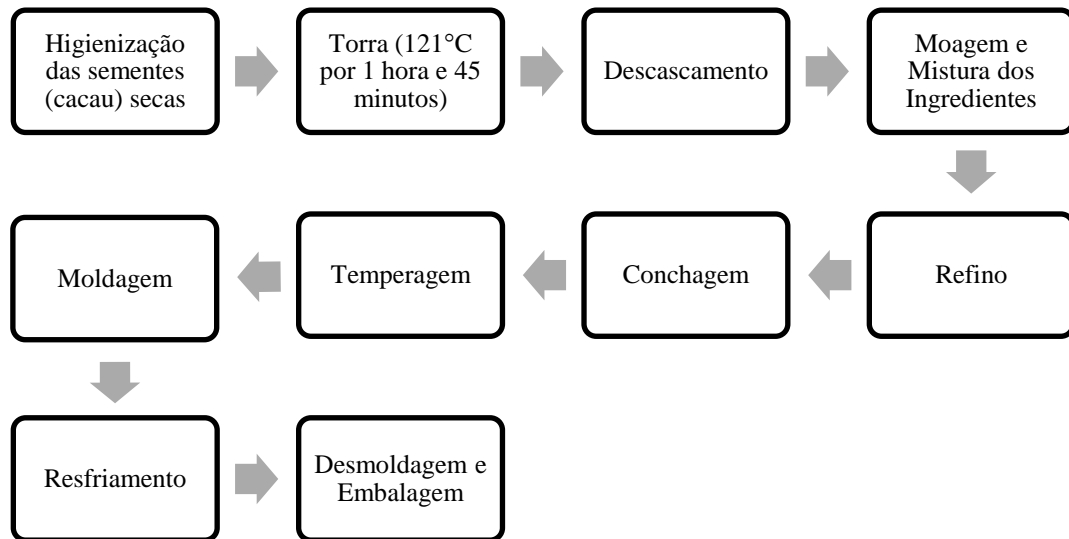 Higienização
das sementes
(cacau) secas
Torra (121°C
por 1 hora e 45
minutos)
Descascamento
Moagem e
Mistura dos
Ingredientes
Refino
Conchagem
Temperagem
Moldagem
Resfriamento
Desmoldagem e
Embalagem